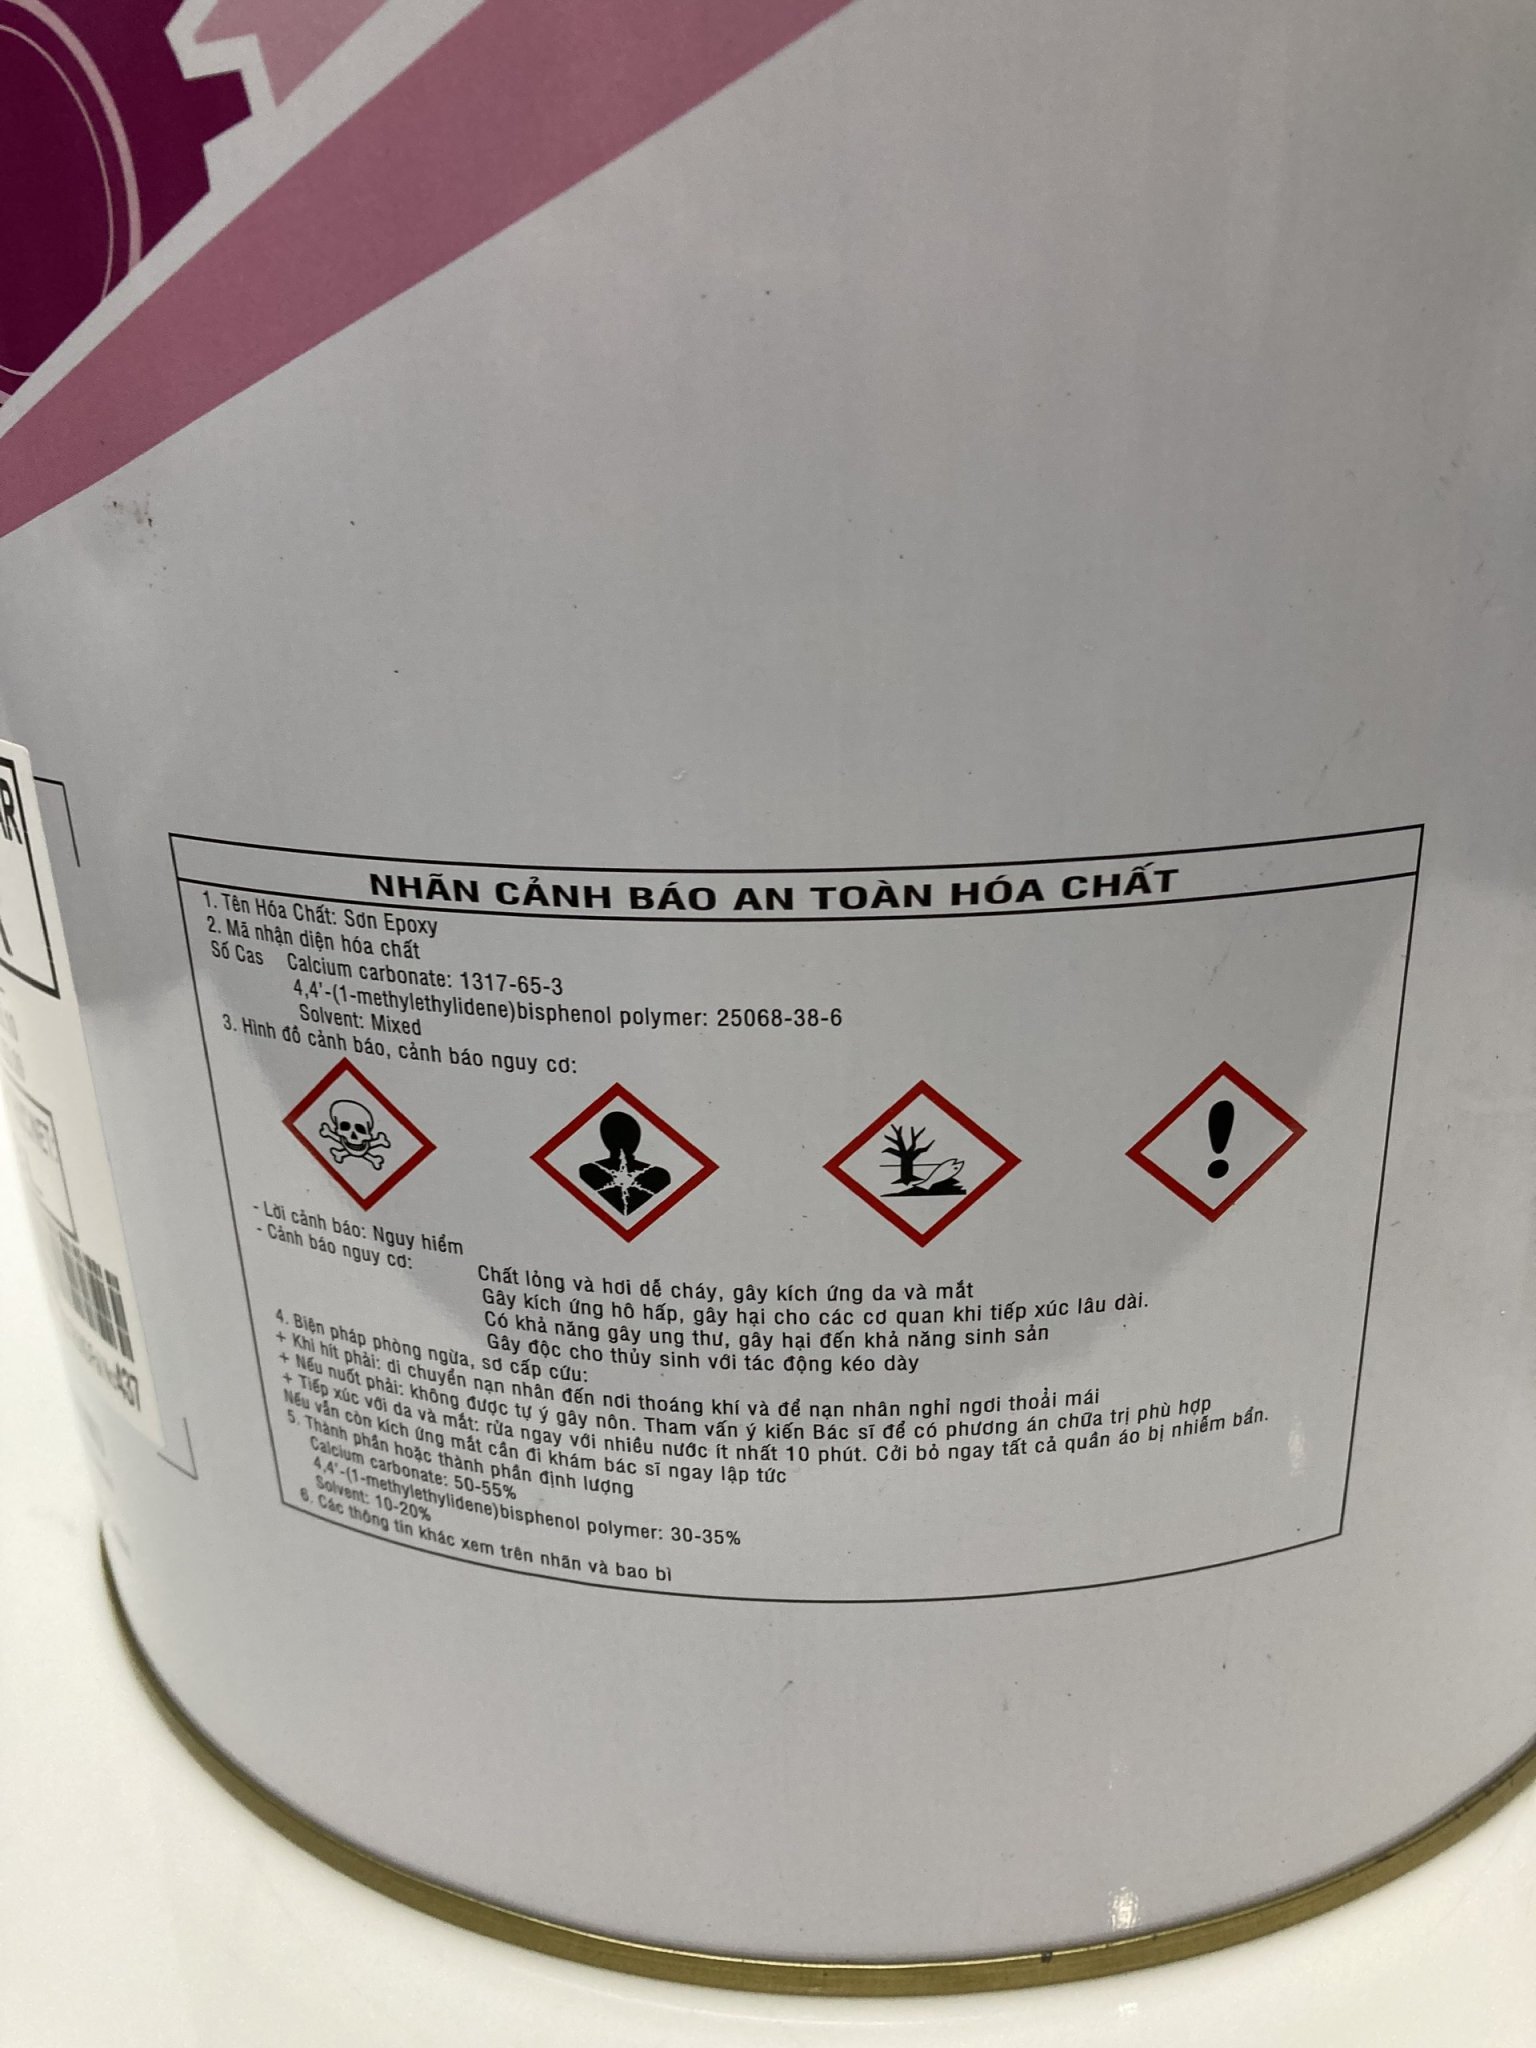 NHÃN CẢNH BÁO AN TOÀN HÓA CHẤT
1. Tên Hóa Chất: Sơn Epoxy
2. Mã nhận diện hóa chất
Số Cas Calcium carbonate: 1317-65-3
4,4'-(1-methylethylidene)bisphenol polymer: 25068-38-6
Solvent: Mixed
3. Hình đồ cảnh báo, cảnh báo nguy cơ:
- Lời cảnh báo: Nguy hiểm
- Cảnh báo nguy cơ:
Chất lỏng và hơi dễ cháy, gây kích ứng da và mắt
Gây kích ứng hô hấp, gây hại cho các cơ quan khi tiếp xúc lâu dài.
Có khả năng gây ung thư, gây hại đến khả năng sinh sản
Gây độc cho thủy sinh với tác động kéo dày
4. Biện pháp phòng ngừa, sơ cấp cứu:
+ Khi hít phải: di chuyển nạn nhân đến nơi thoáng khí và để nạn nhân nghỉ ngơi thoải mái
+ Nếu nuốt phải: không được tự ý gây nôn. Tham vấn ý kiến Bác sĩ để có phương án chữa trị phù hợp
+ Tiếp xúc với da và mắt: rửa ngay với nhiều nước ít nhất 10 phút. Cởi bỏ ngay tất cả quần áo bị nhiễm bẩn.
Nếu vẫn còn kích ứng mắt cần đi khám bác sĩ ngay lập tức
5. Thành phần hoặc thành phần định lượng
Calcium carbonate: 50-55%
4,4'-(1-methylethylidene)bisphenol polymer: 30-35%
Solvent: 10-20%
6. Các thông tin khác xem trên nhãn và bao bì